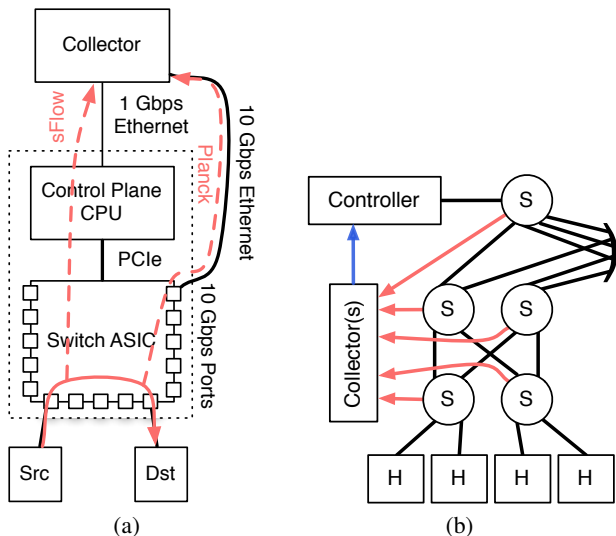 Collector
sFlow
1 Gbps
Ethernet
Planck
10 Gbps Ethernet
Control Plane
CPU
PCIe
Switch ASIC
10 Gbps Ports
Src
Dst
(a)
Controller
S
Collector(s)
S
S
S
S
H
H
H
H
(b)